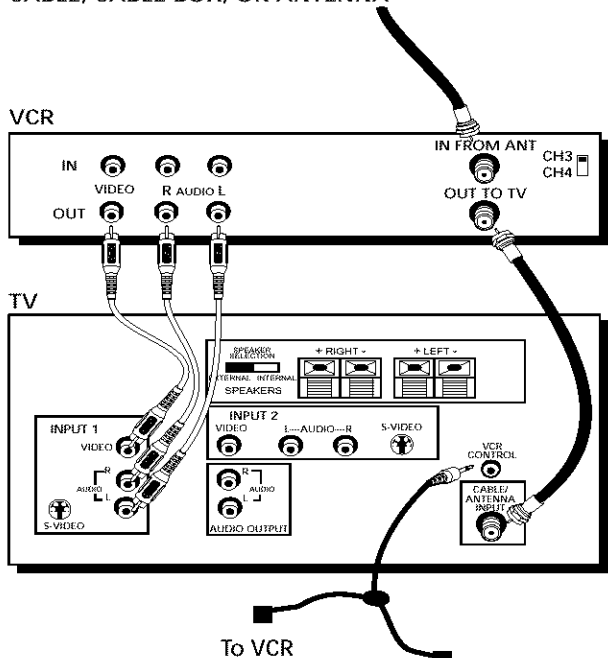 CABLE, CABLE BOX, OR ANTENNA
VCR
IN FROM ANT
CH3
CH4
IN
VIDEO
R AUDIO L
OUT TO TV
OUT
TV
SPEAKER
SELECTION
+ RIGHT -
+ LEFT -
INTERNAL
SPEAKERS
INPUT 1
VIDEO
R
AUDIO
L
S-VIDEO
INPUT 2
VIDEO
L---AUDIO---R
S-VIDEO
R
AUDIO
L
AUDIO OUTPUT
VCR
CONTROL
CABLE/
ANTENNA
INPUT
To VCR